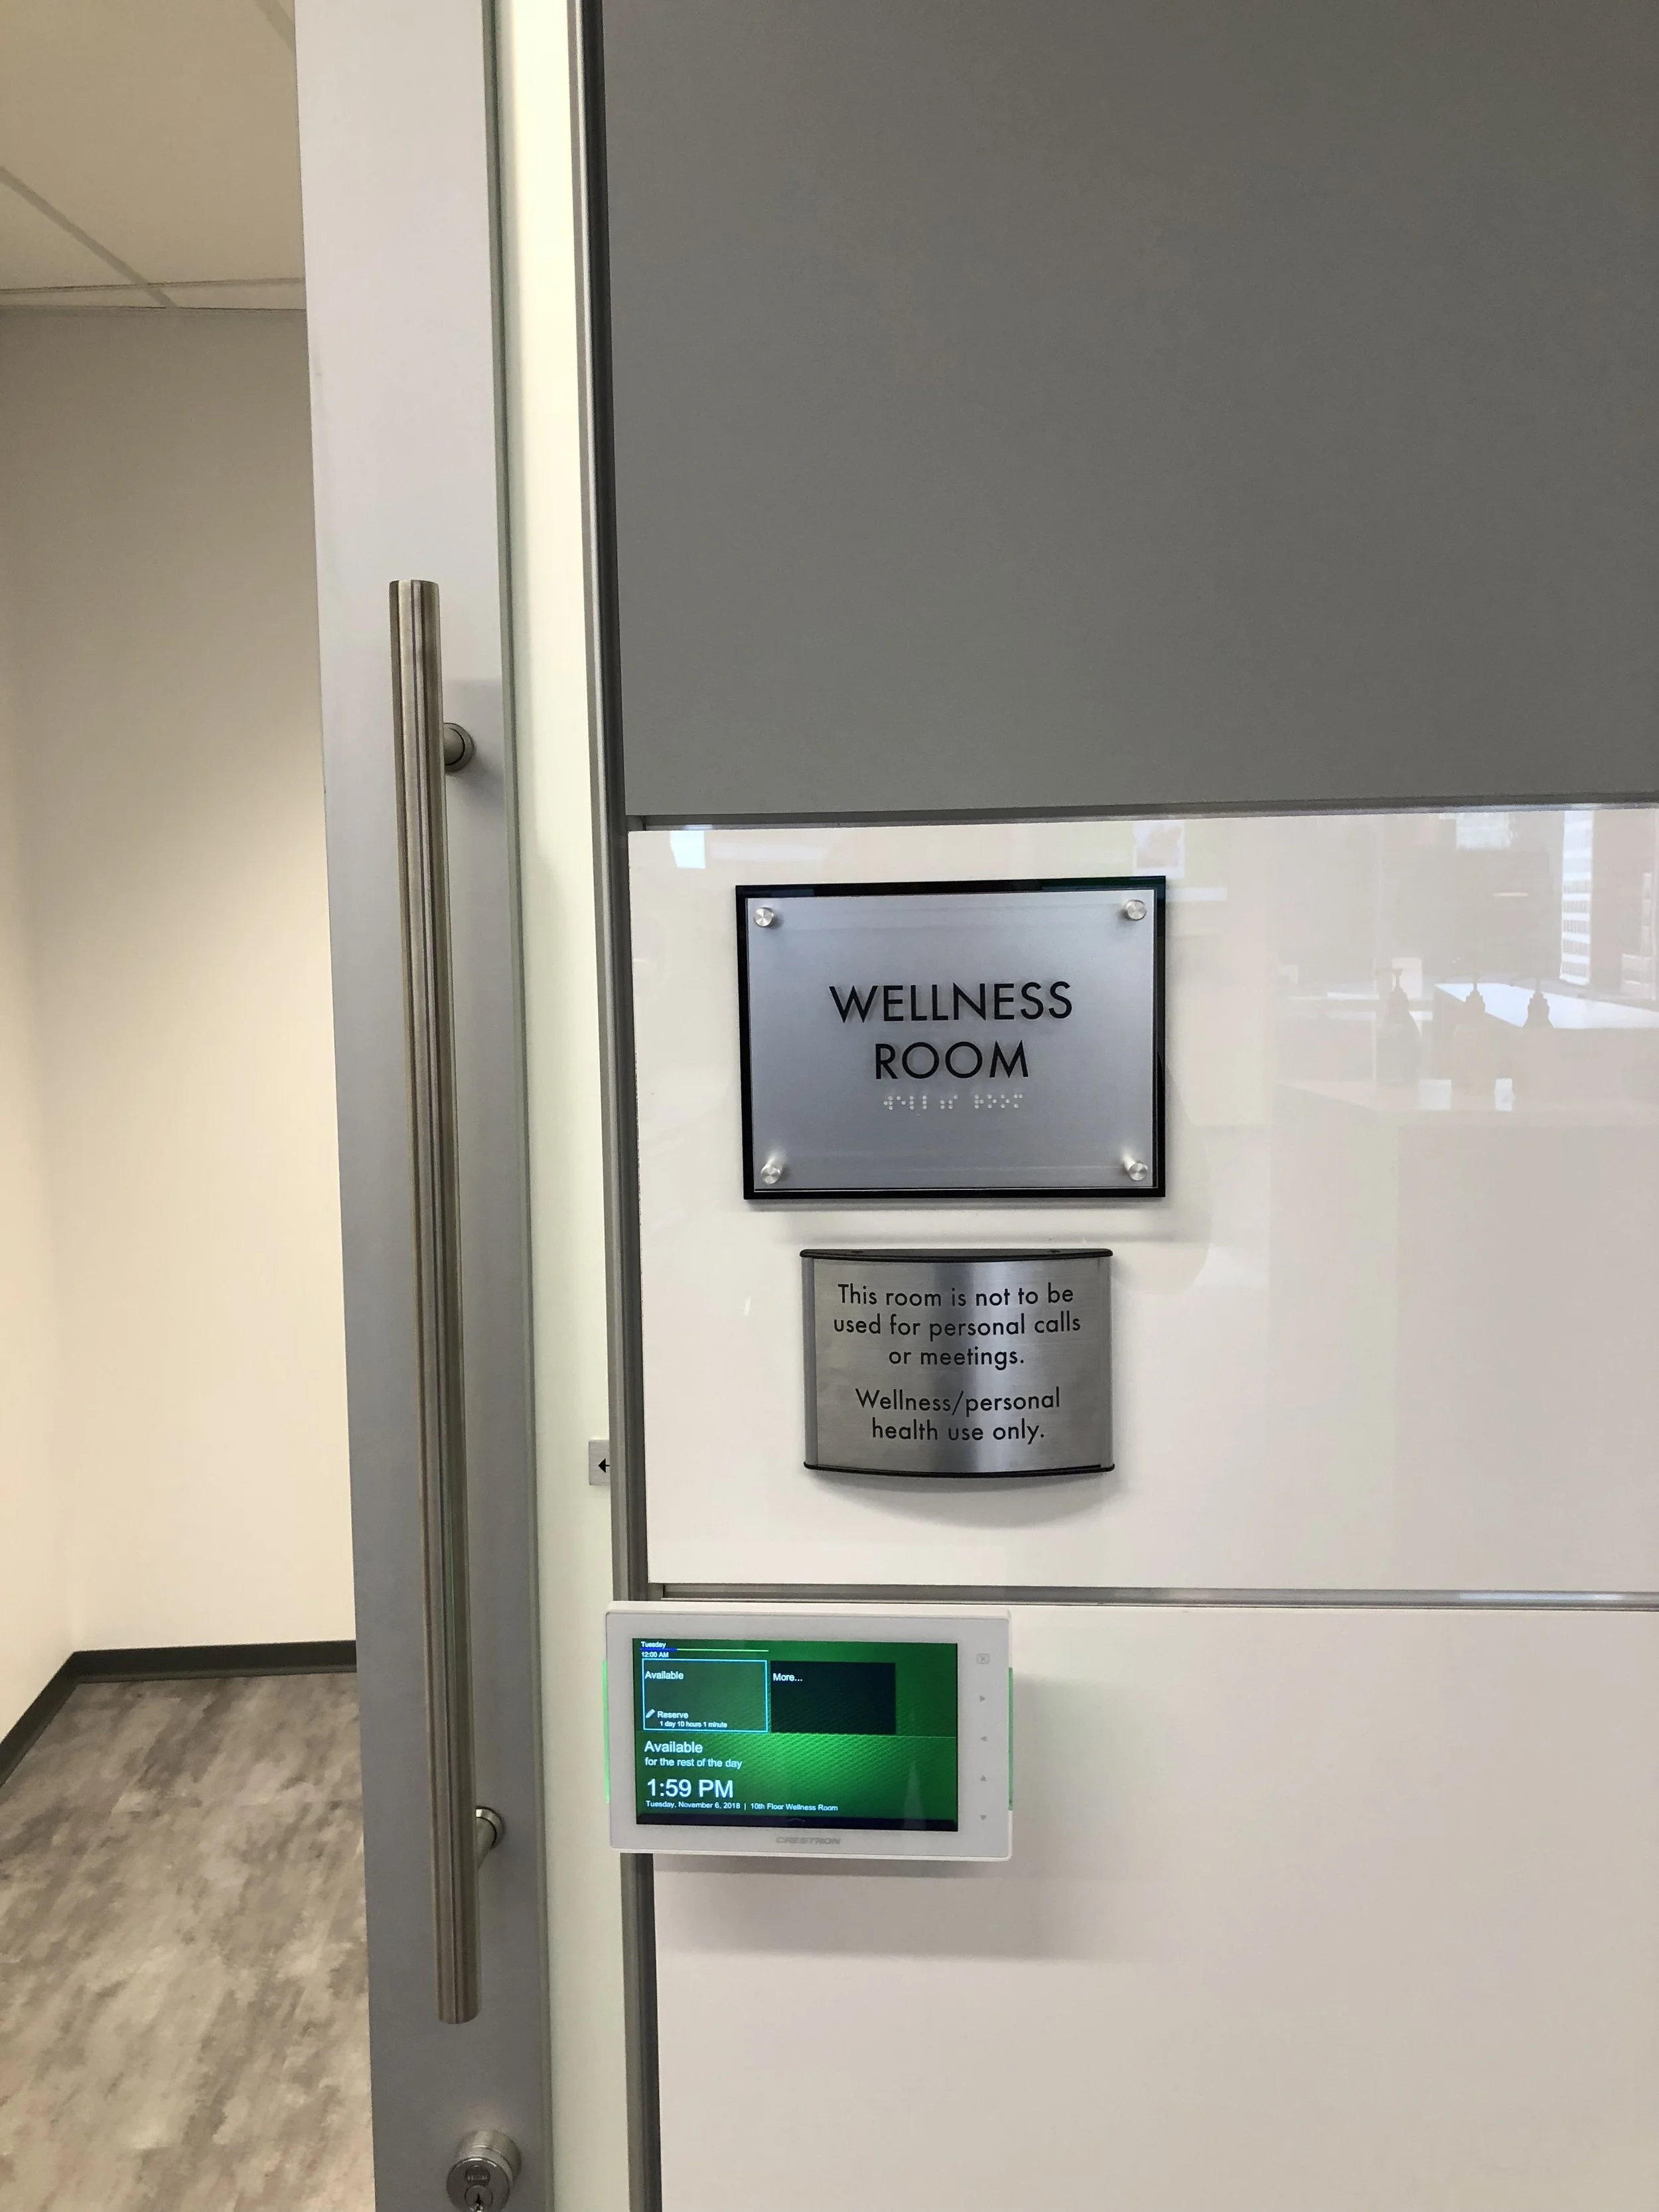 WELLNESS
ROOM
This room is not to be
used for personal calls
or meetings.
Wellness/personal
health use only.
Tuesday
12:00 AM
Available
More...
Reserve
1 day 10 hours 1 minute
Available
for the rest of the day
1:59 PM
Tuesday, November 6, 2018 | 10th Floor Wellness Room
CRESTRON